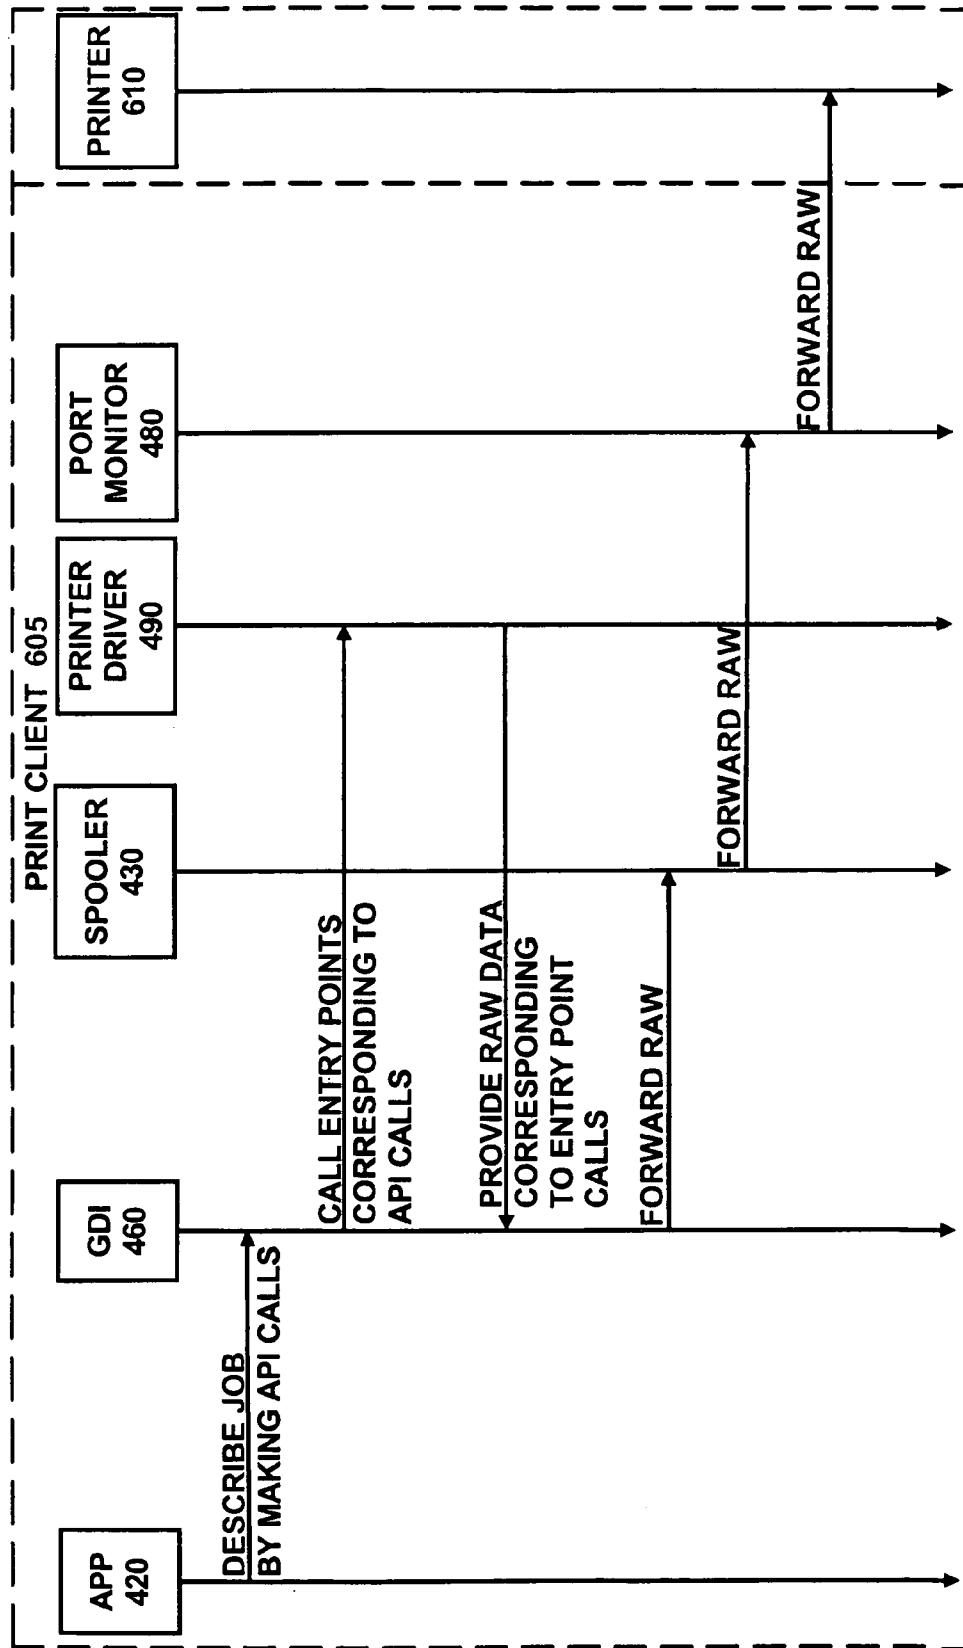 PRINT CLIENT 605
APP
420
GDI
460
SPOOLER
430
PRINTER
DRIVER
490
PORT
MONITOR
480
PRINTER
610
DESCRIBE JOB
BY MAKING API CALLS
CALL ENTRY POINTS
CORRESPONDING TO
API CALLS
PROVIDE RAW DATA
CORRESPONDING
TO ENTRY POINT
CALLS
FORWARD RAW
FORWARD RAW
FORWARD RAW